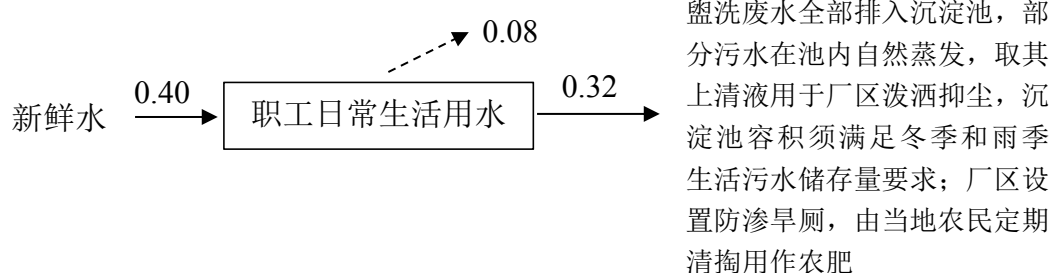 0.08
新鲜水
0.40
职工日常生活用水
0.32
盥洗废水全部排入沉淀池，部
分污水在池内自然蒸发，取其
上清液用于厂区泼洒抑尘，沉
淀池容积须满足冬季和雨季
生活污水储存量要求；厂区设
置防渗旱厕，由当地农民定期
清掏用作农肥